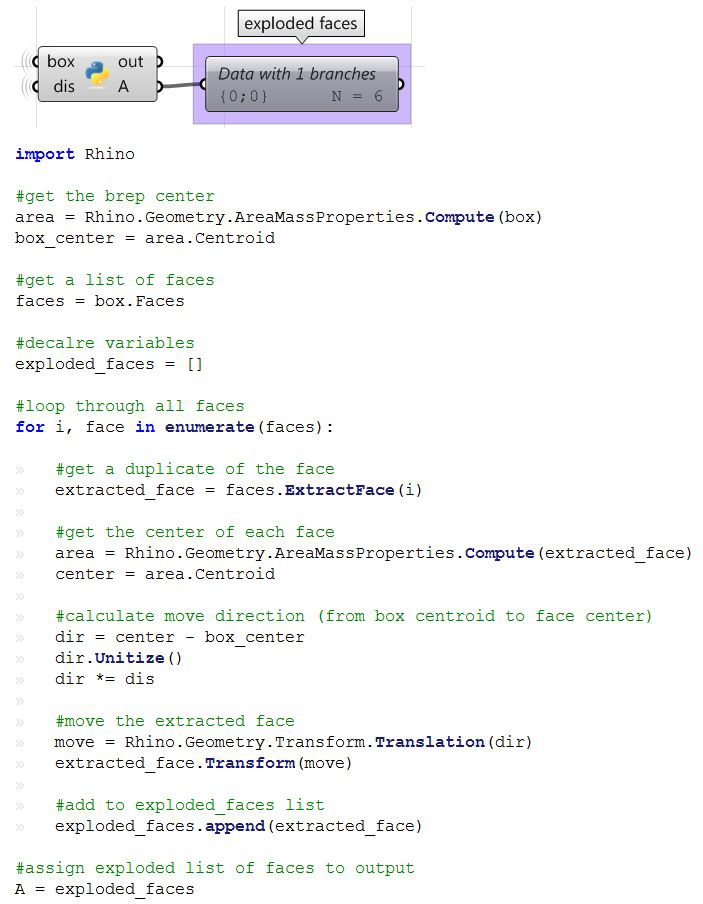 exploded faces
box out
dis A
Data with 1 branches
{0;0} N = 6
import Rhino
#get the brep center
area = Rhino.Geometry.AreaMassProperties.Compute(box)
box_center = area.Centroid
#get a list of faces
faces = box.Faces
#decalre variables
exploded_faces = []
#loop through all faces
for i, face in enumerate(faces):
» #get a duplicate of the face
» extracted_face = faces.ExtractFace(i)
»
» #get the center of each face
» area = Rhino.Geometry.AreaMassProperties.Compute(extracted_face)
» center = area.Centroid
»
» #calculate move direction (from box centroid to face center)
» dir = center - box_center
» dir.Unitize()
» dir *= dis
»
» #move the extracted face
» move = Rhino.Geometry.Transform.Translation(dir)
» extracted_face.Transform(move)
»
» #add to exploded_faces list
» exploded_faces.append(extracted_face)
#assign exploded list of faces to output
A = exploded_faces